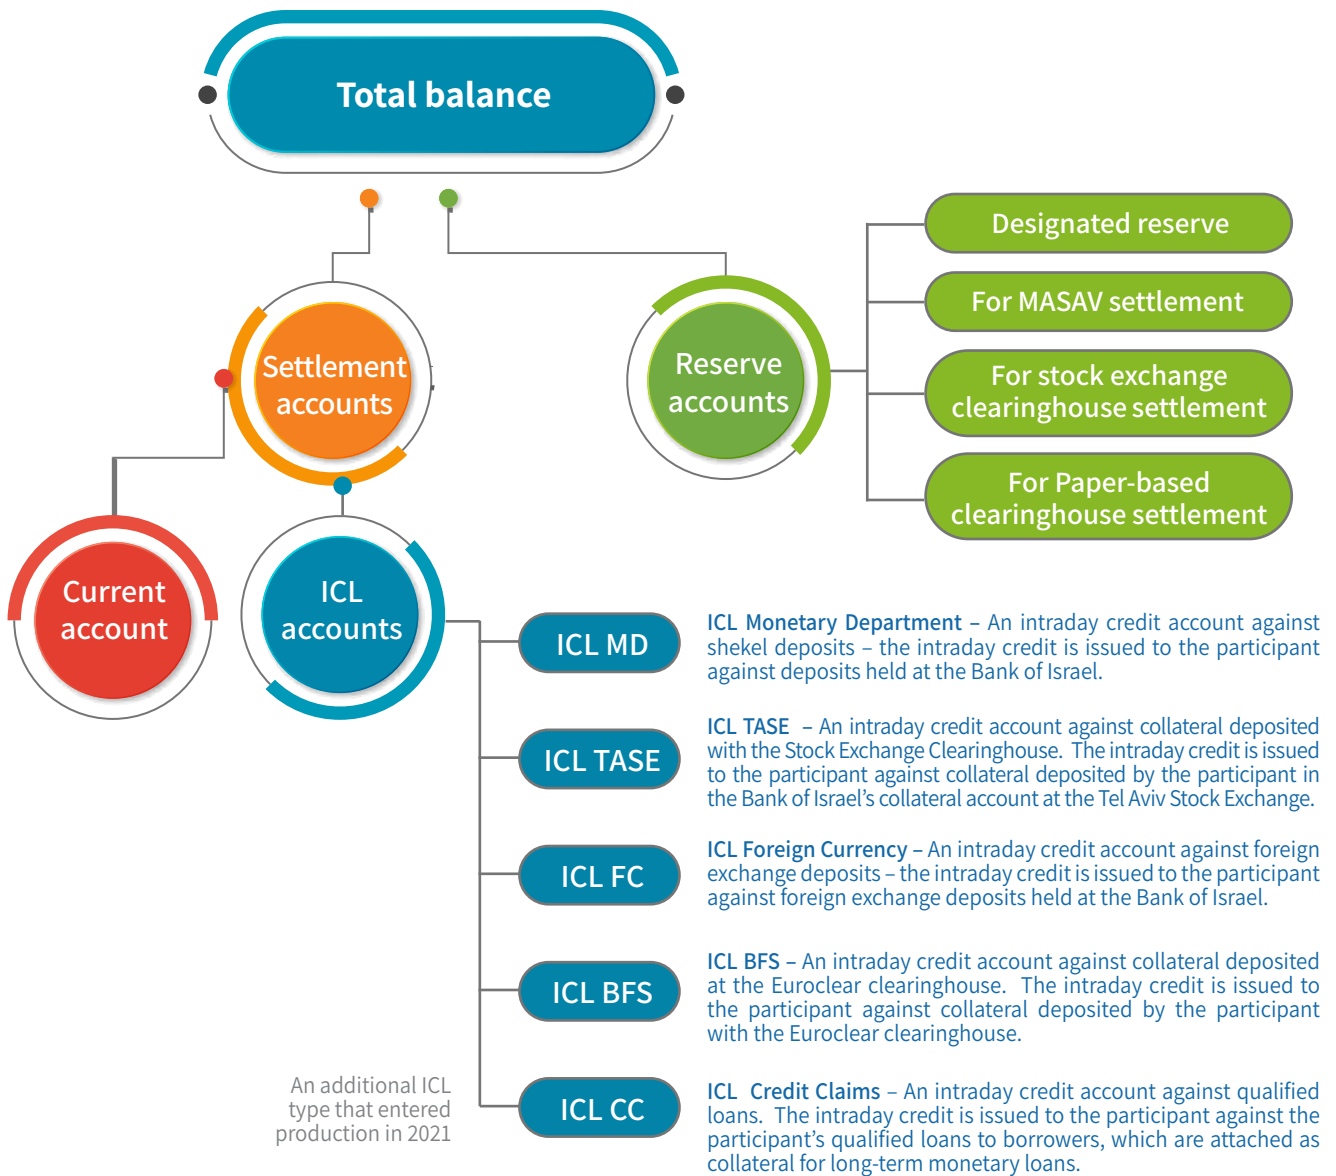 Total balance
Designated reserve
For MASAV settlement
For stock exchange
clearinghouse settlement
For Paper-based
clearinghouse settlement
Settlement
accounts
Reserve
accounts
Current
account
ICL
accounts
ICL MD
ICL Monetary Department – An intraday credit account against
shekel deposits – the intraday credit is issued to the participant
against deposits held at the Bank of Israel.
ICL TASE
ICL TASE – An intraday credit account against collateral deposited
with the Stock Exchange Clearinghouse. The intraday credit is issued
to the participant against collateral deposited by the participant in
the Bank of Israel’s collateral account at the Tel Aviv Stock Exchange.
ICL FC
ICL Foreign Currency – An intraday credit account against foreign
exchange deposits – the intraday credit is issued to the participant
against foreign exchange deposits held at the Bank of Israel.
ICL BFS
ICL BFS – An intraday credit account against collateral deposited
at the Euroclear clearinghouse. The intraday credit is issued to
the participant against collateral deposited by the participant
with the Euroclear clearinghouse.
An additional ICL
type that entered
production in 2021
ICL CC
ICL Credit Claims – An intraday credit account against qualified
loans. The intraday credit is issued to the participant against the
participant’s qualified loans to borrowers, which are attached as
collateral for long-term monetary loans.